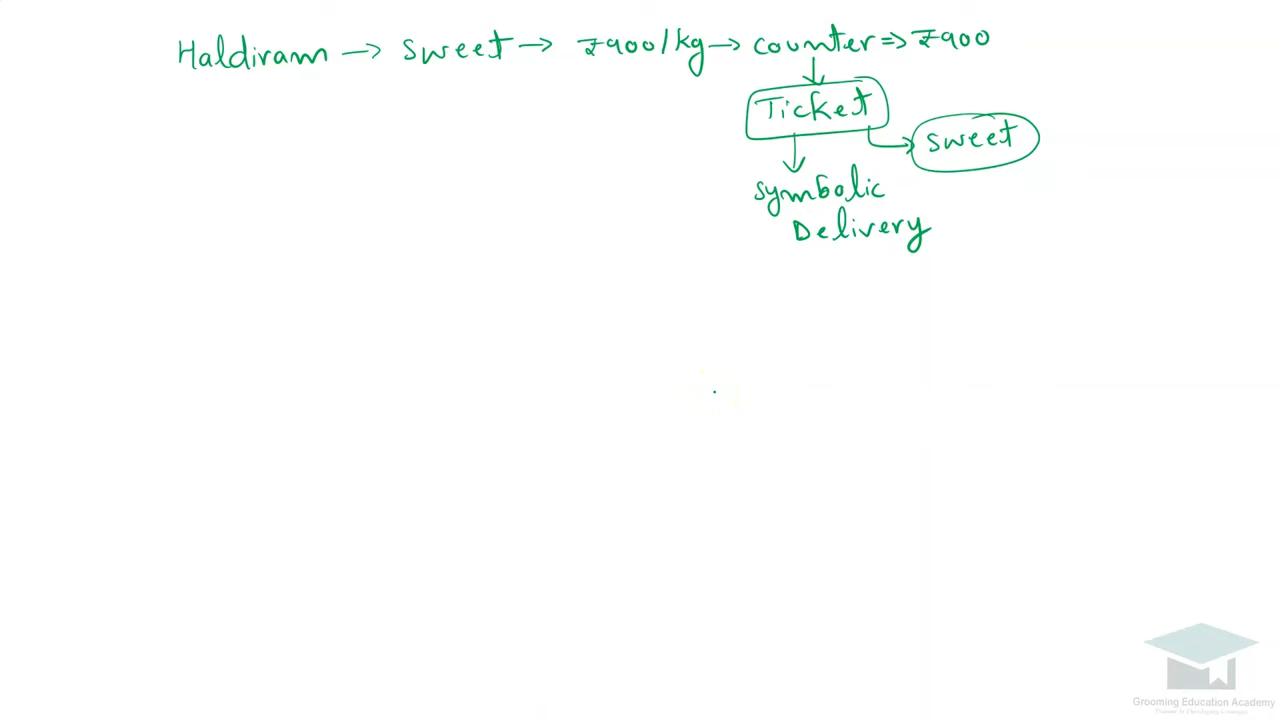 Haldiram → sweet → ₹900/kg → counter ⇒ ₹900
Ticket
sweet
symbolic
Delivery
Grooming Education Academy